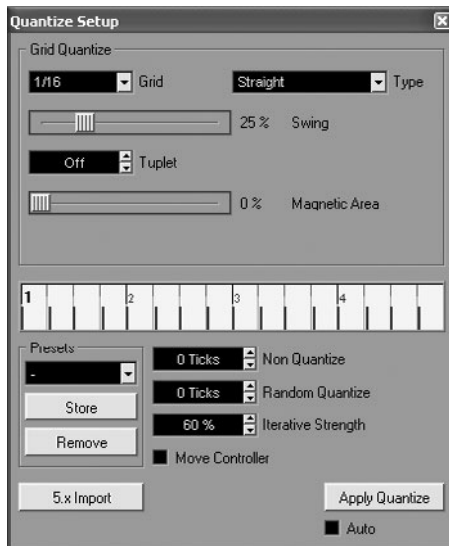 Quantize Setup
Grid Quantize
1/16 Grid Straight Type
25 % Swing
Off Tuplet
0 % Magnetic Area
1 2 3 4
Presets
-
0 Ticks Non Quantize
Store
0 Ticks Random Quantize
Remove
60 % Iterative Strength
Move Controller
5.x Import
Apply Quantize
Auto